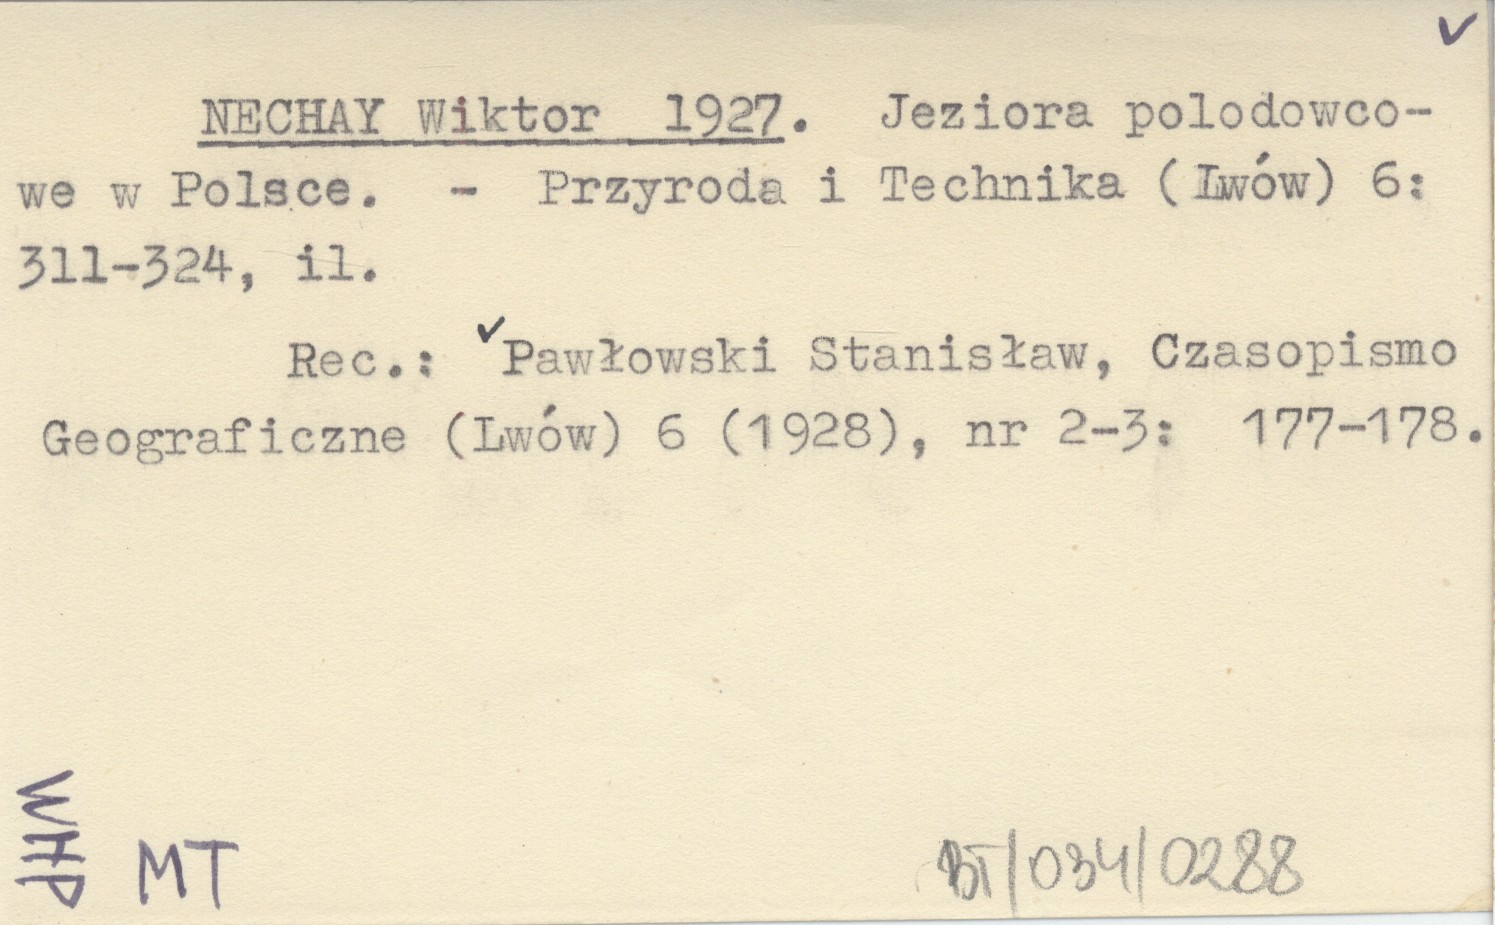 NECHAY Wiktor 1927. Jeziora polodowco-
we w Polsce. - Przyroda i Technika (Lwów) 6:
311-324, il.
Rec.: ✓Pawłowski Stanisław, Czasopismo
Geograficzne (Lwów) 6 (1928), nr 2-3: 177-178.
WHP
MT
BT/034/0288